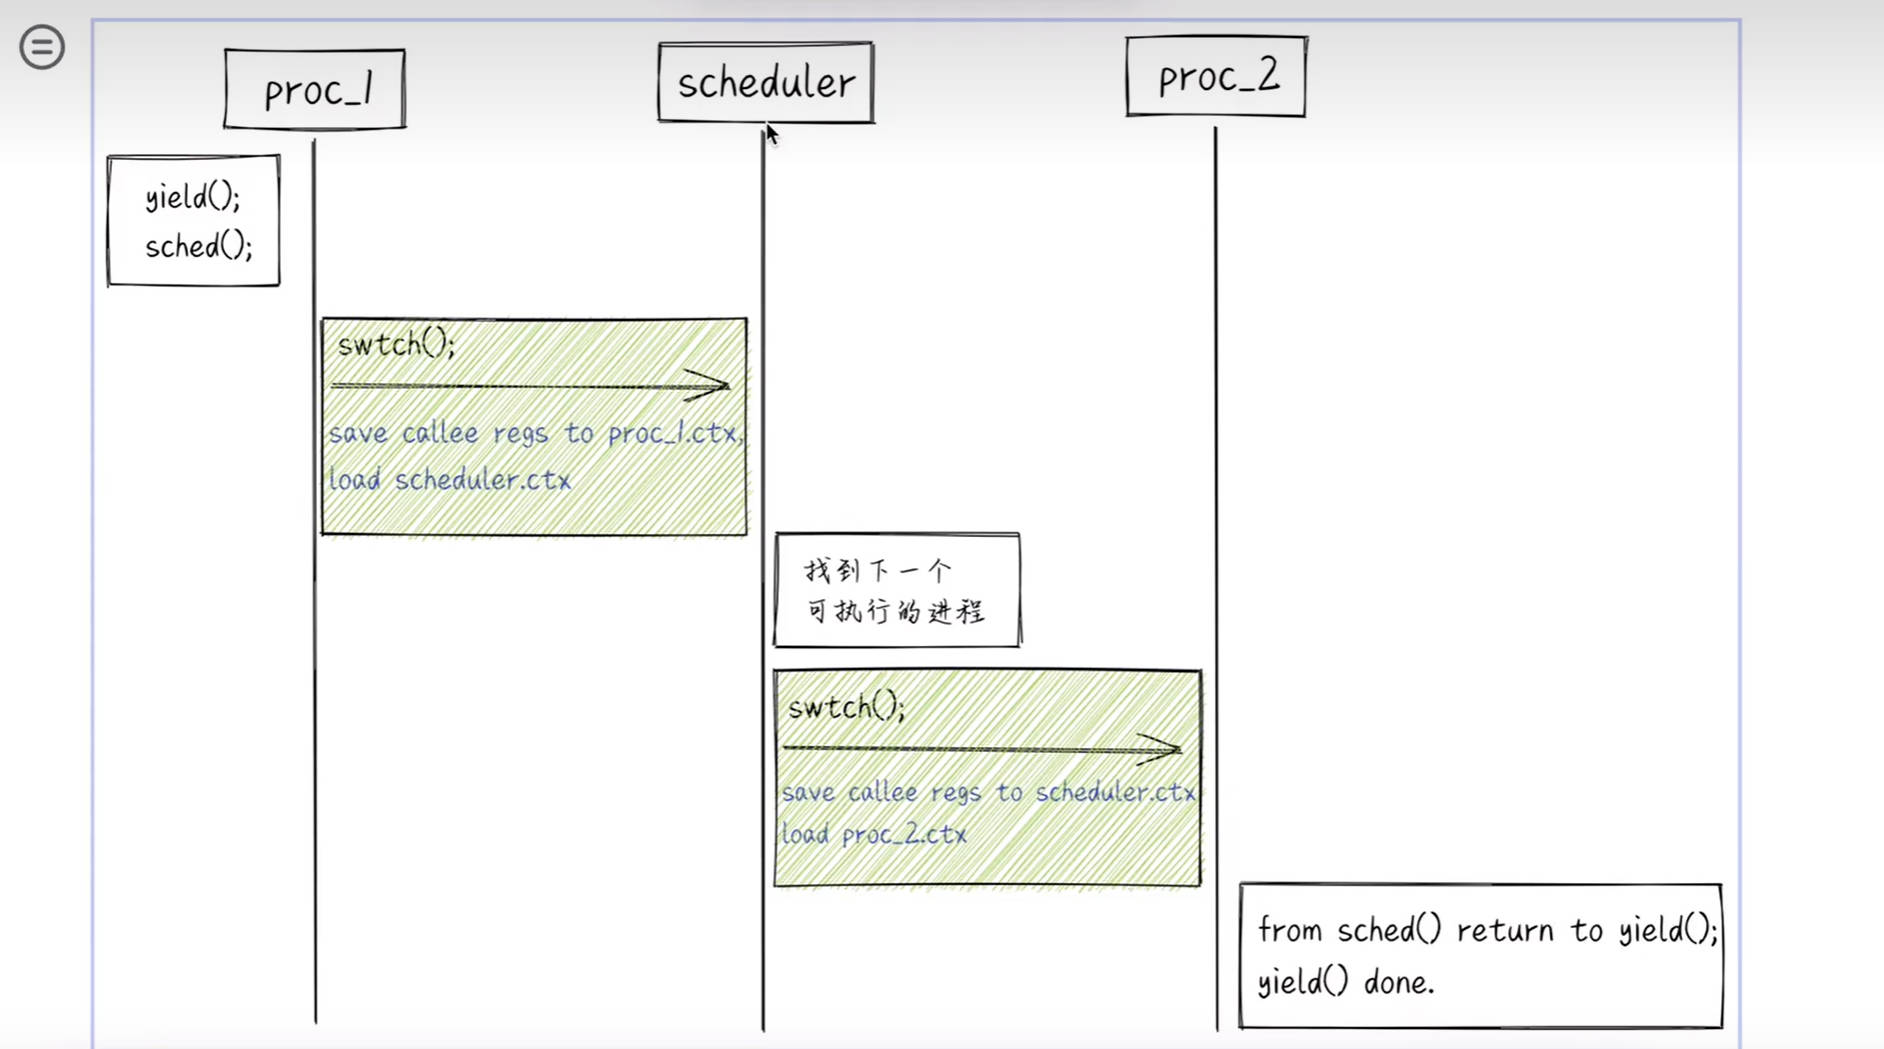 proc_1
scheduler
proc_2
yield();
sched();
swtch();
save callee regs to proc_1.ctx,
load scheduler.ctx
找到下一个
可执行的进程
swtch();
save callee regs to scheduler.ctx
load proc_2.ctx
from sched() return to yield();
yield() done.